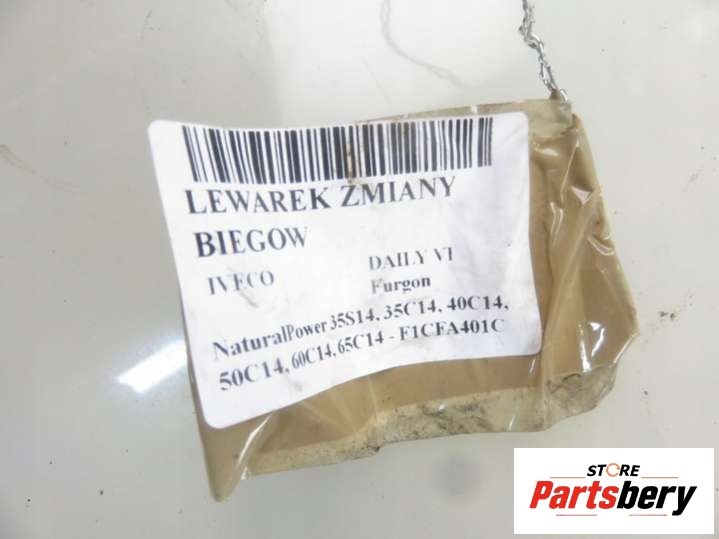 LEWAREK ZMIANY
BIEGOW
IVECO DAILY VI
Furgon
NaturalPower 35S14, 35C14, 40C14,
50C14, 60C14, 65C14 - F1CFA401C
STORE
Partsbery